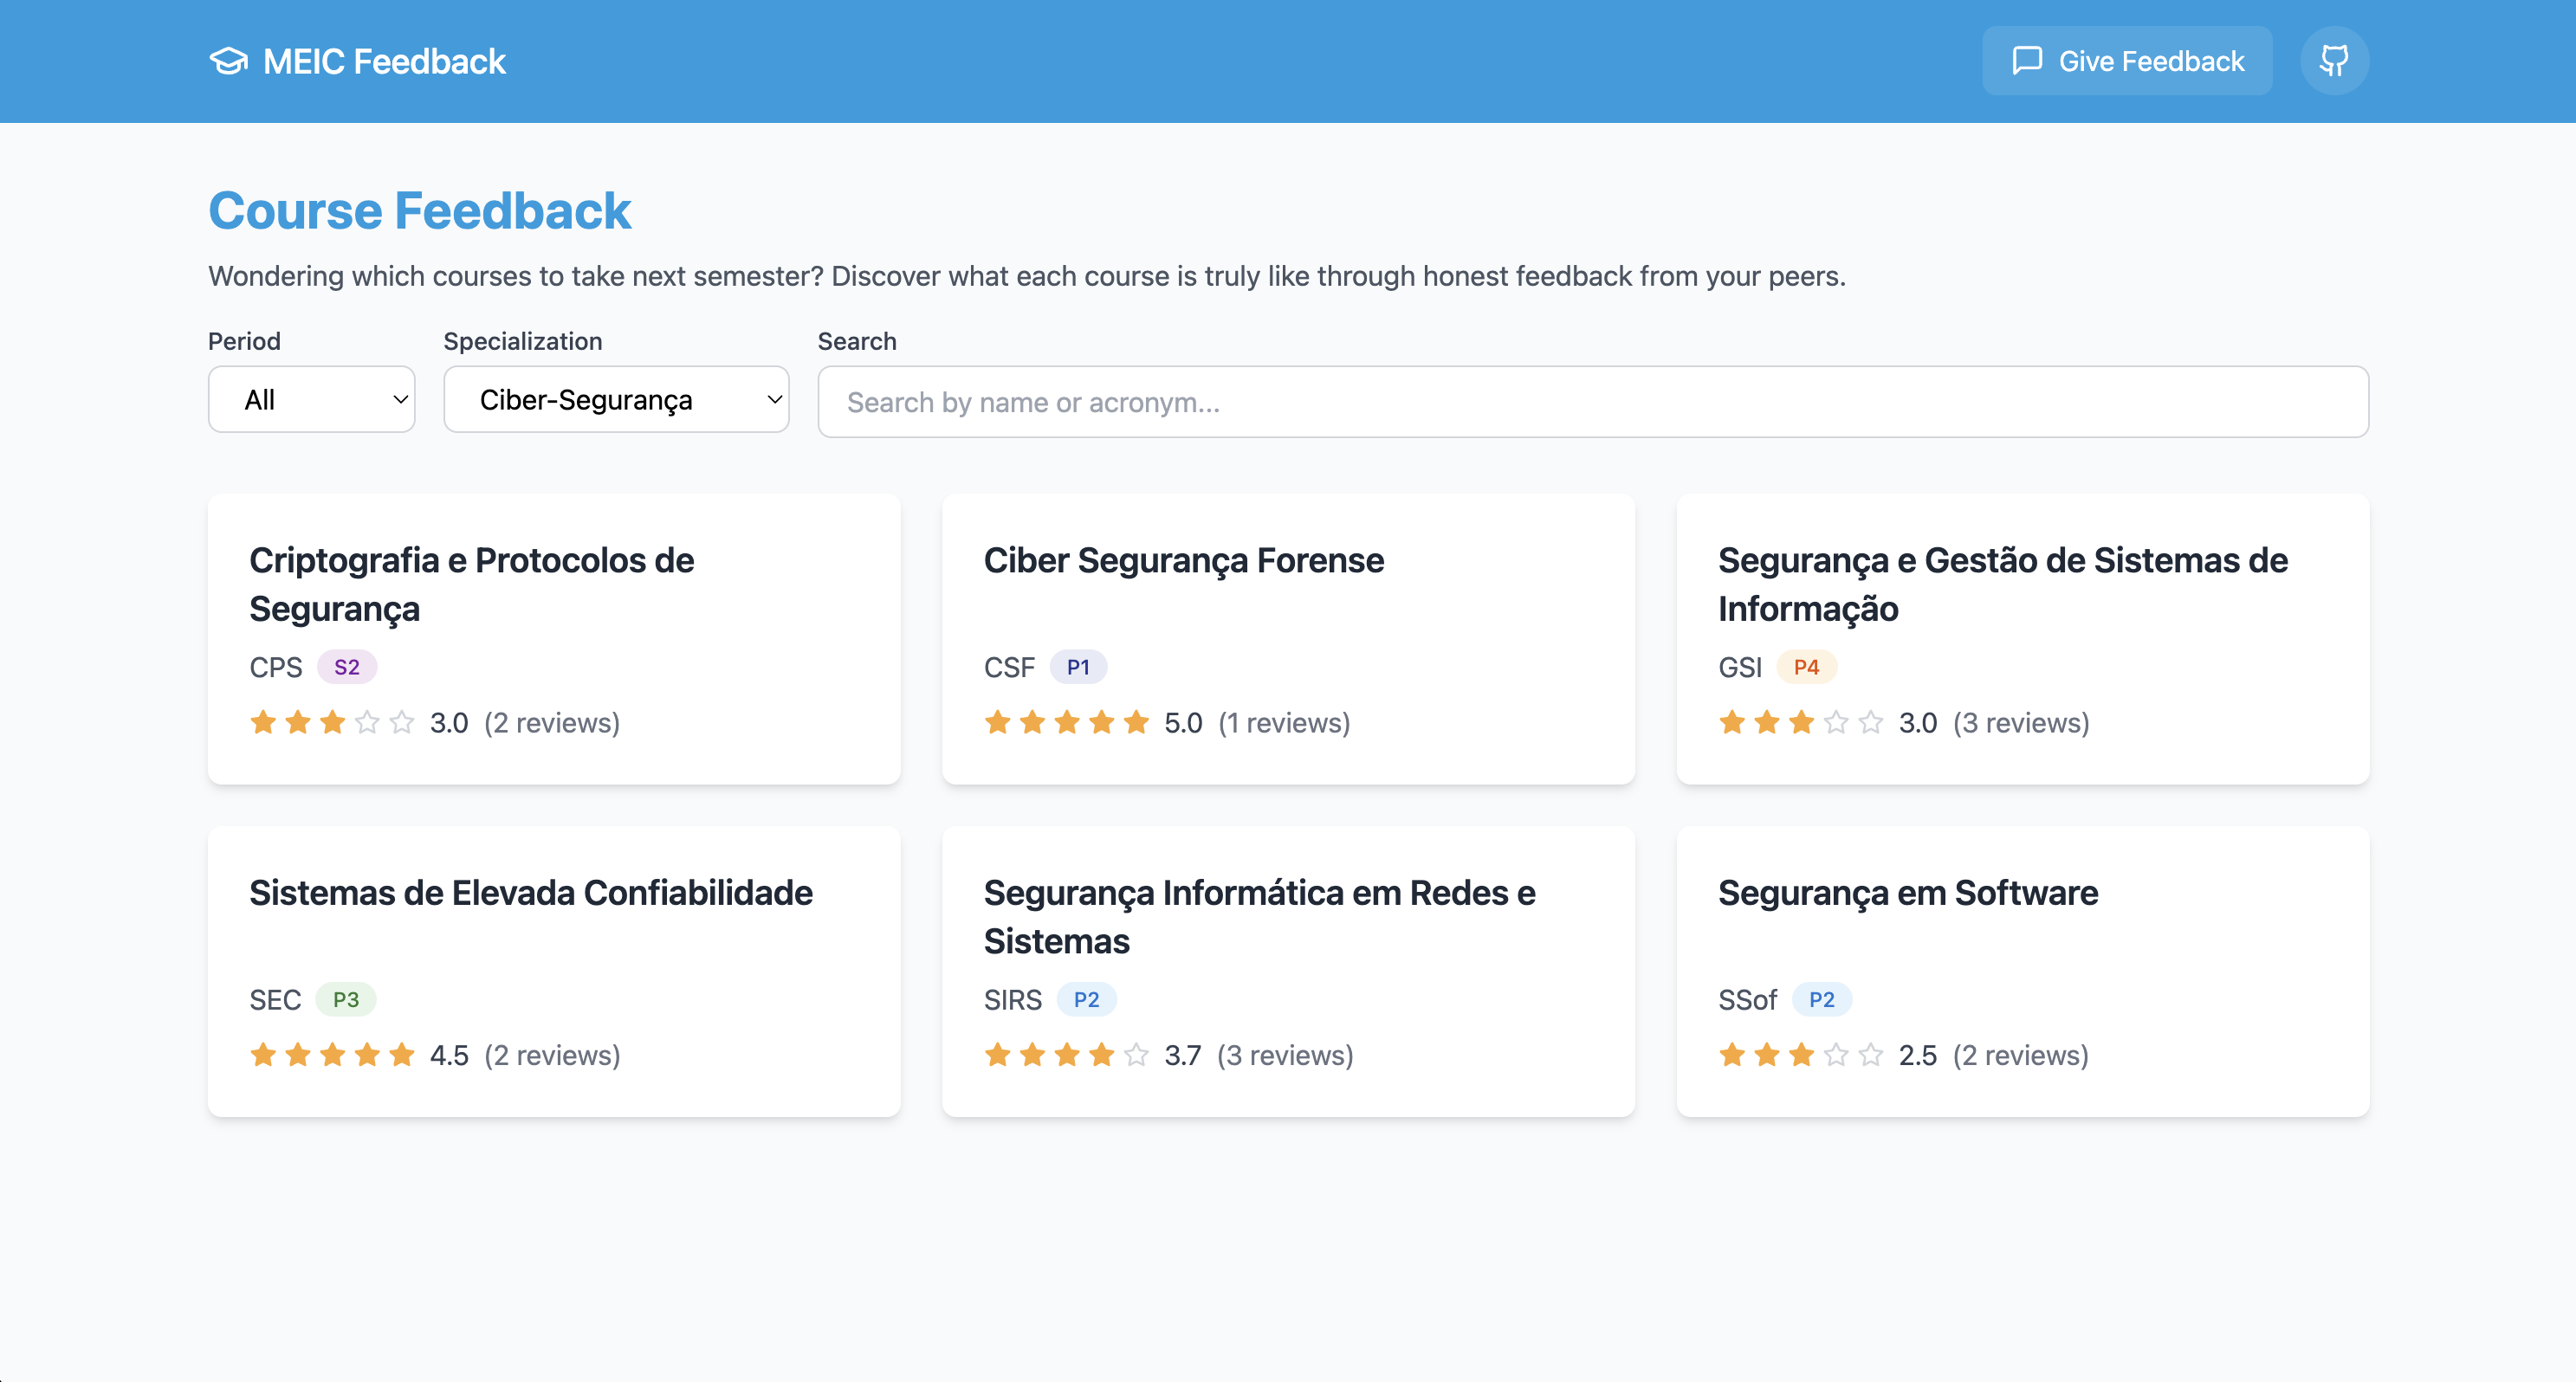 MEIC Feedback
Give Feedback
Course Feedback
Wondering which courses to take next semester? Discover what each course is truly like through honest feedback from your peers.
Period
Specialization
Search
All
Ciber-Segurança
Search by name or acronym...
Criptografia e Protocolos de
Segurança
CPS S2
3.0 (2 reviews)
Ciber Segurança Forense
CSF P1
5.0 (1 reviews)
Segurança e Gestão de Sistemas de
Informação
GSI P4
3.0 (3 reviews)
Sistemas de Elevada Confiabilidade
SEC P3
4.5 (2 reviews)
Segurança Informática em Redes e
Sistemas
SIRS P2
3.7 (3 reviews)
Segurança em Software
SSof P2
2.5 (2 reviews)